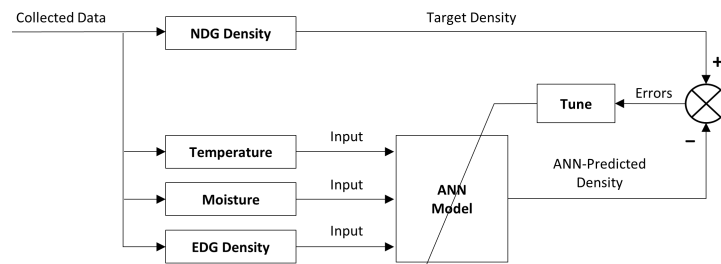 Collected Data
NDG Density
Target Density
+
Tune
Errors
−
Temperature
Input
Moisture
Input
EDG Density
Input
ANN
Model
ANN-Predicted
Density